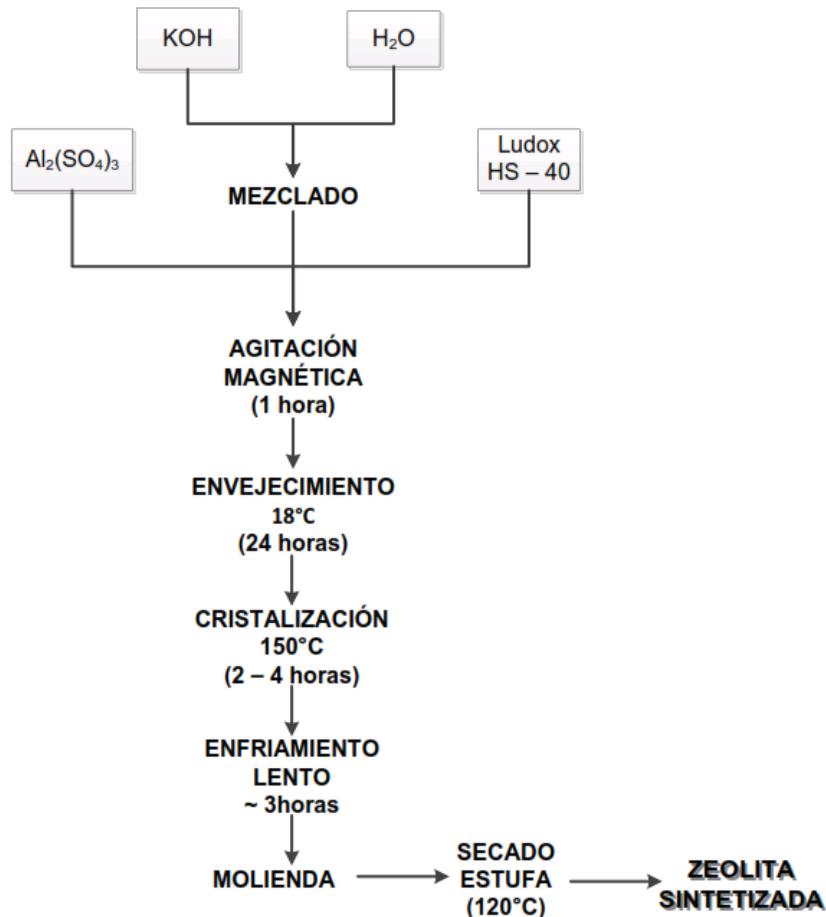 KOH
H₂O
Al₂(SO₄)₃
Ludox
HS – 40
MEZCLADO
AGITACIÓN
MAGNÉTICA
(1 hora)
ENVEJECIMIENTO
18°C
(24 horas)
CRISTALIZACIÓN
150°C
(2 – 4 horas)
ENFRIAMIENTO
LENTO
~ 3horas
MOLIENDA
SECADO
ESTUFA
(120°C)
ZEOLITA
SINTETIZADA